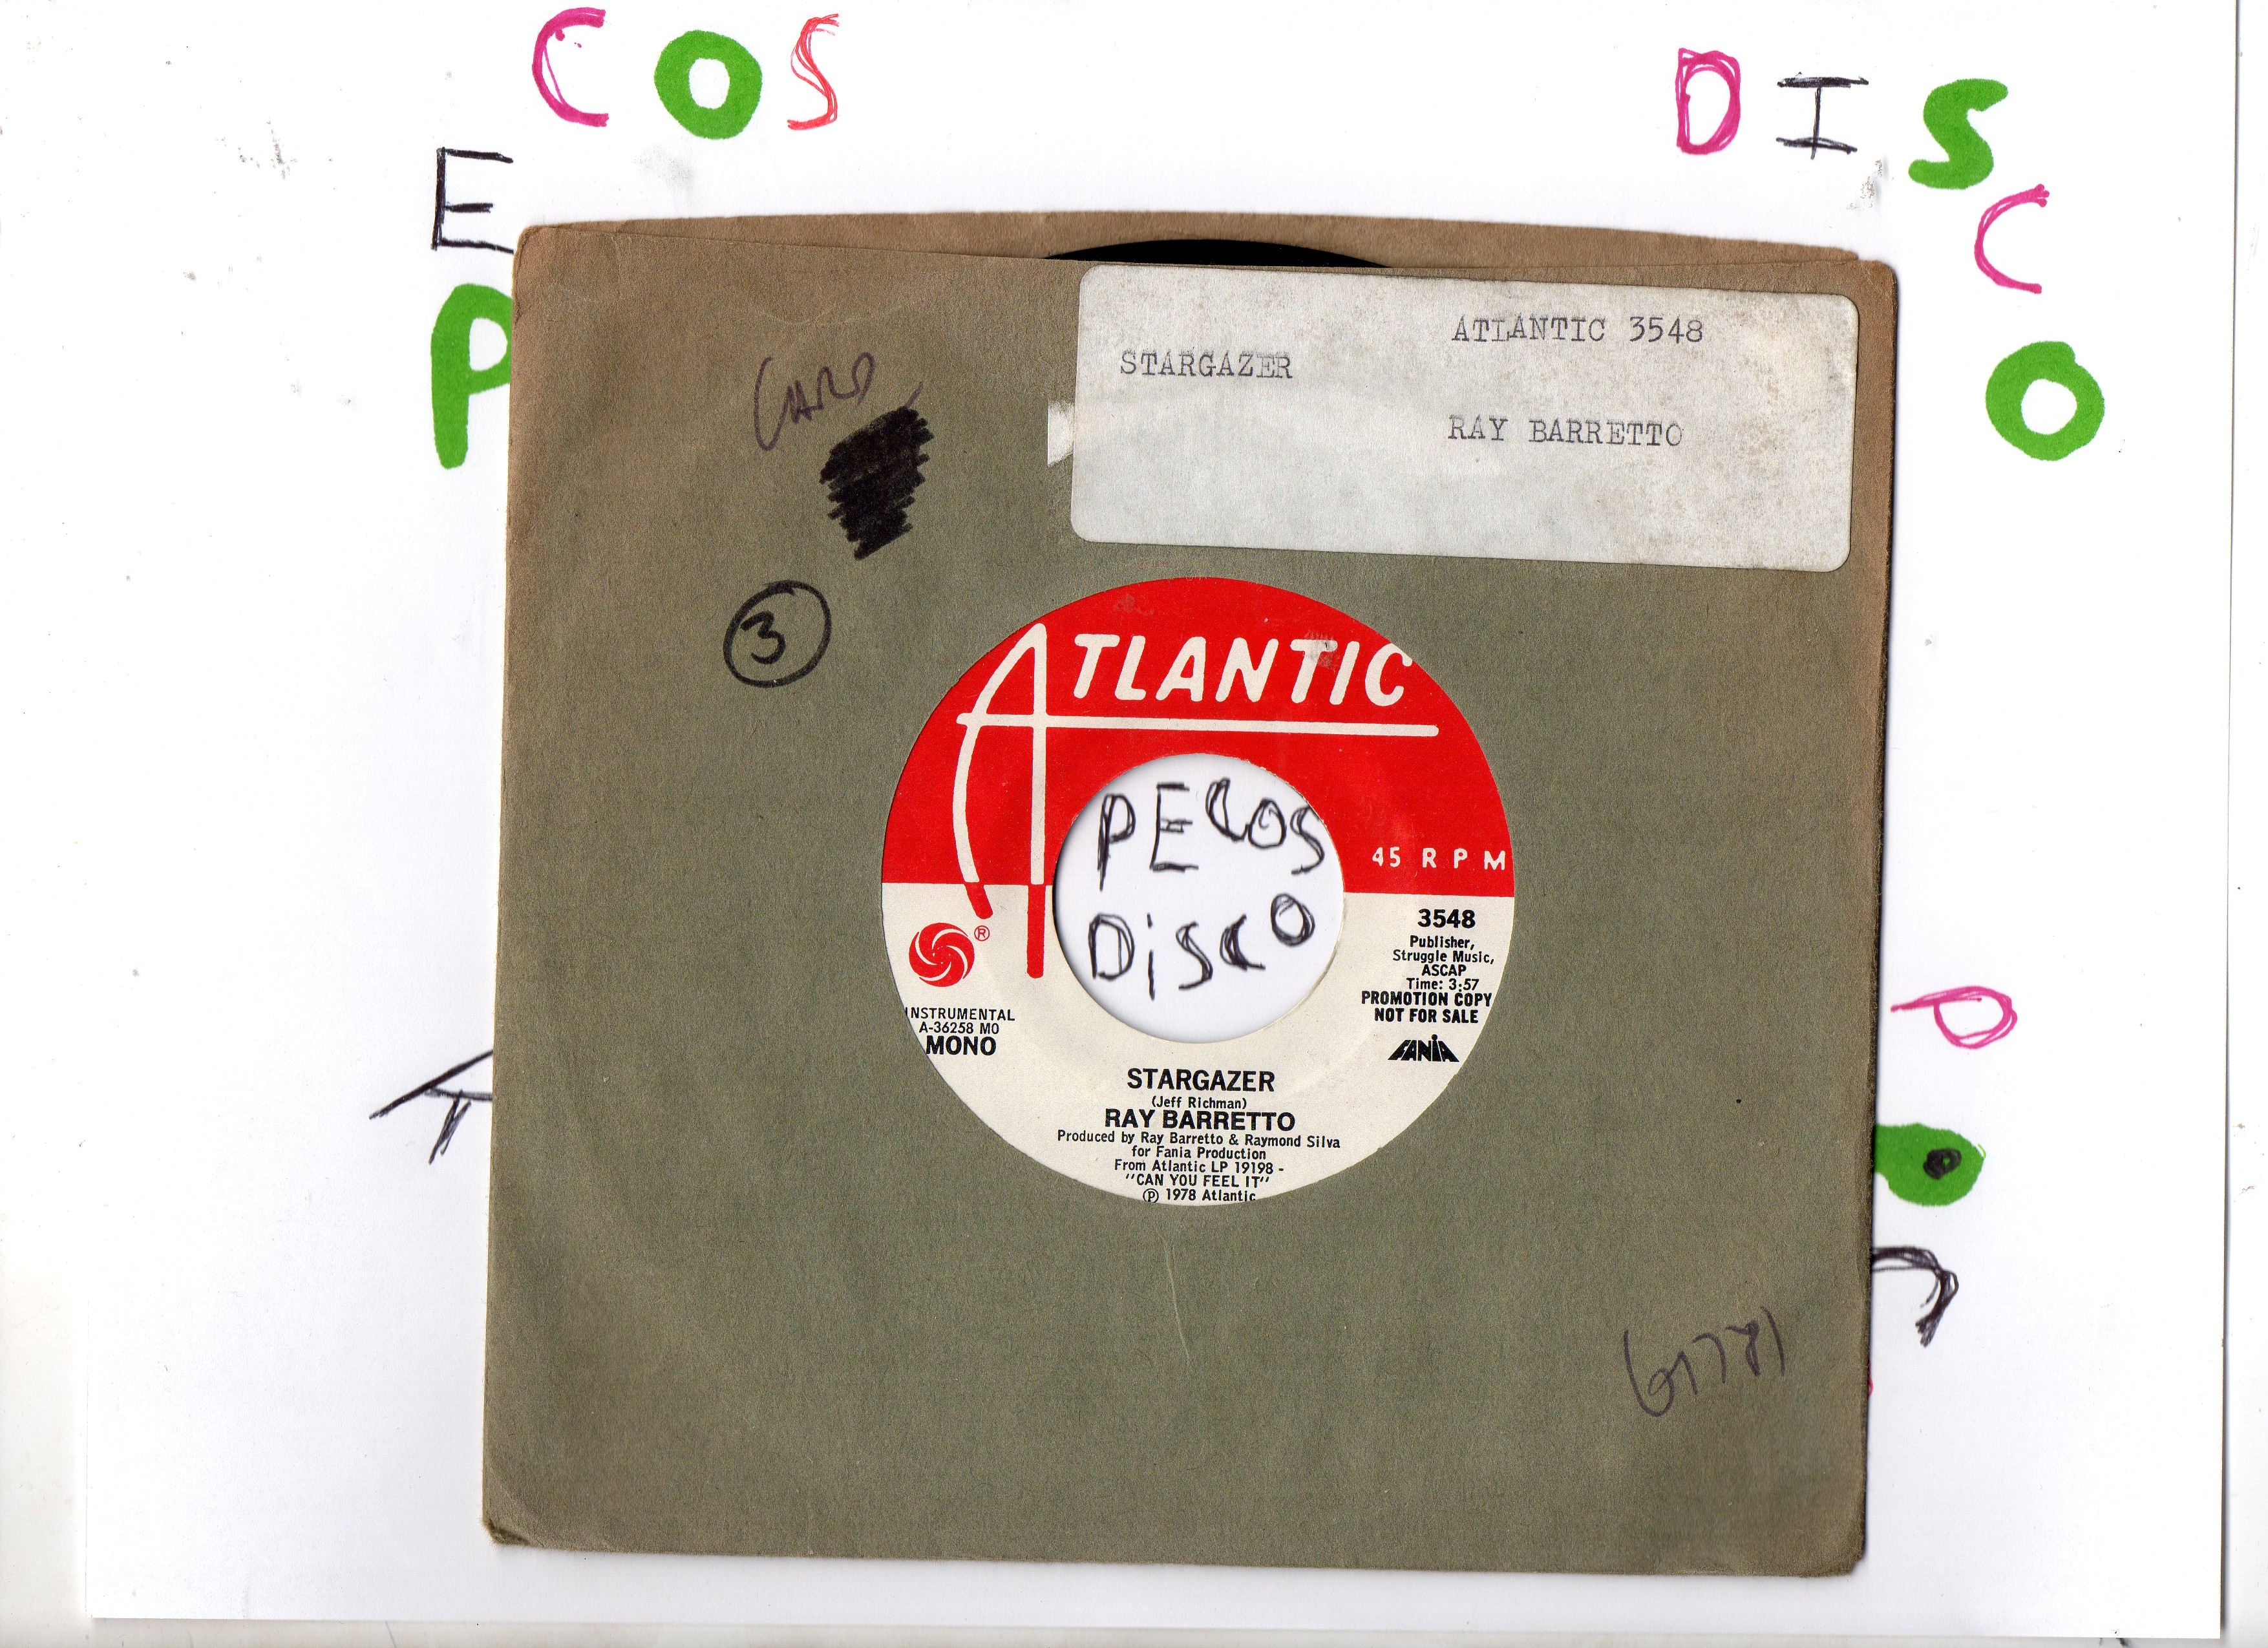 PECOS
DISCO
ATLANTIC 3548
STARGAZER
RAY BARRETTO
CARD
3
ATLANTIC
45 RPM
PECOS
DiSCO
3548
Publisher,
Struggle Music,
ASCAP
Time: 3:57
PROMOTION COPY
NOT FOR SALE
FANIA
®
INSTRUMENTAL
A-36258 MO
MONO
STARGAZER
(Jeff Richman)
RAY BARRETTO
Produced by Ray Barretto & Raymond Silva
for Fania Production
From Atlantic LP 19198 -
"CAN YOU FEEL IT"
℗ 1978 Atlantic
P